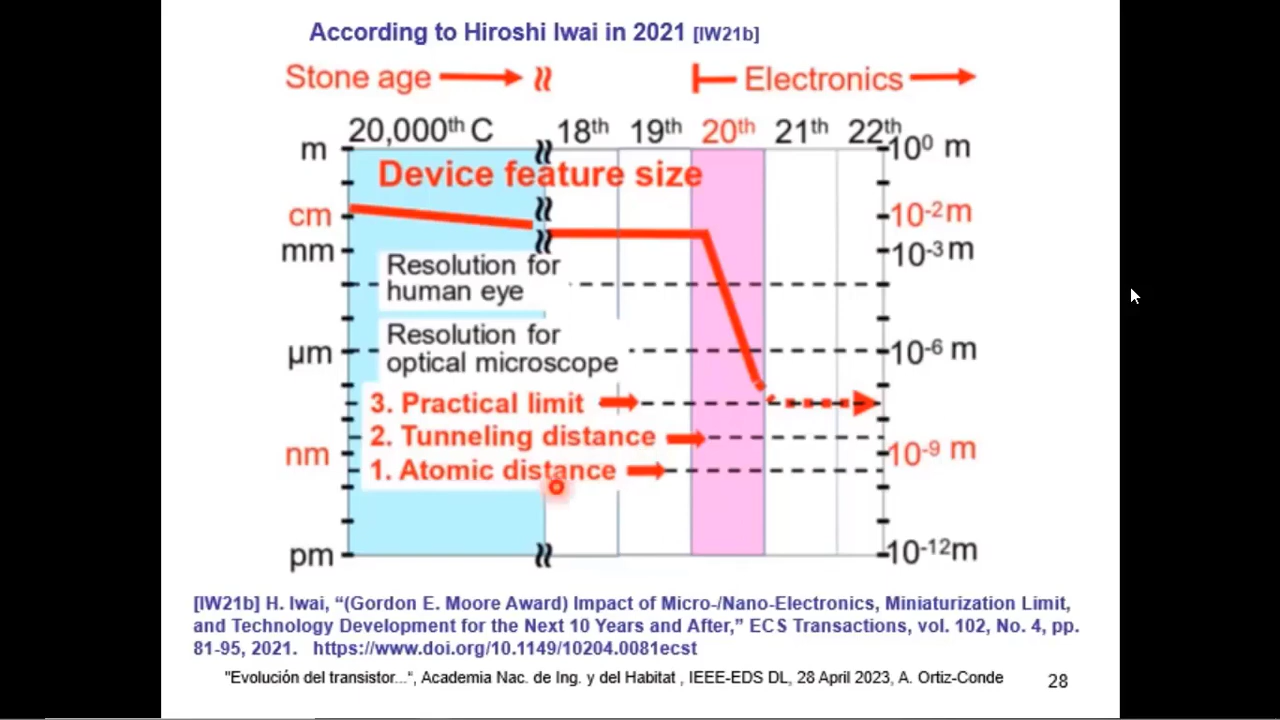 According to Hiroshi Iwai in 2021 [IW21b]
Stone age
Electronics
20,000th C 18th 19th 20th 21th 22th
m 10^0 m
Device feature size
cm 10^-2 m
mm 10^-3 m
Resolution for
human eye
Resolution for
optical microscope
µm 10^-6 m
3. Practical limit
2. Tunneling distance
nm 10^-9 m
1. Atomic distance
pm 10^-12 m
[IW21b] H. Iwai, “(Gordon E. Moore Award) Impact of Micro-/Nano-Electronics, Miniaturization Limit,
and Technology Development for the Next 10 Years and After,” ECS Transactions, vol. 102, No. 4, pp.
81-95, 2021. https://www.doi.org/10.1149/10204.0081ecst
"Evolución del transistor...“, Academia Nac. de Ing. y del Habitat , IEEE-EDS DL, 28 April 2023, A. Ortiz-Conde 28